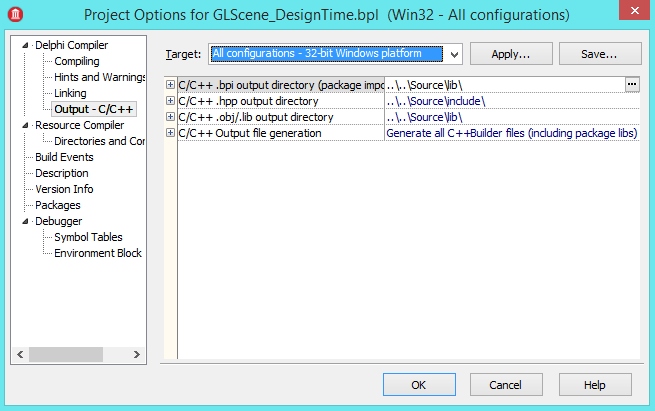 Project Options for GLScene_DesignTime.bpl (Win32 - All configurations)
Delphi Compiler
Compiling
Hints and Warnings
Linking
Output - C/C++
Resource Compiler
Directories and Cor
Build Events
Description
Version Info
Packages
Debugger
Symbol Tables
Environment Block
Target: All configurations - 32-bit Windows platform
Apply... Save...
C/C++ .bpi output directory (package impo ..\..\Source\lib\ ...
C/C++ .hpp output directory ..\..\Source\include\
C/C++ .obj/.lib output directory ..\..\Source\lib\
C/C++ Output file generation Generate all C++Builder files (including package libs)
OK Cancel Help